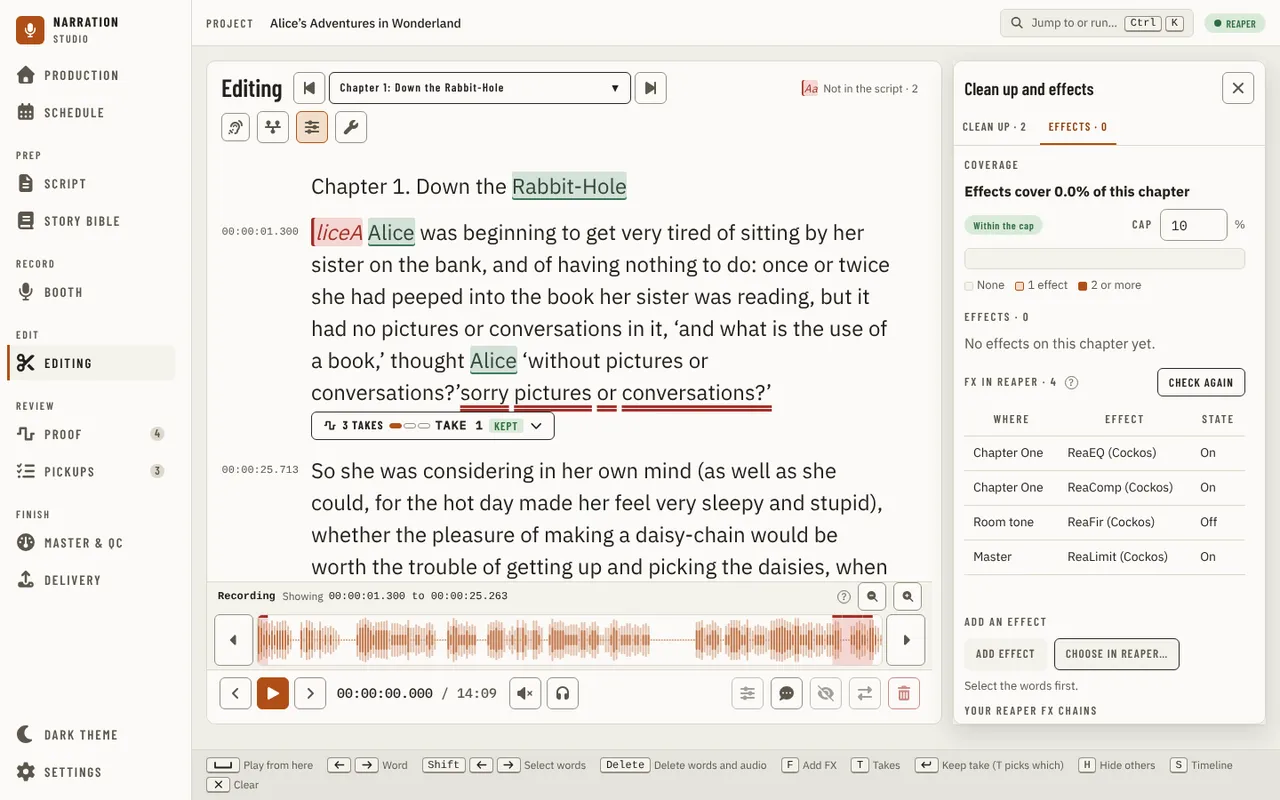 NARRATION
STUDIO
PRODUCTION
SCHEDULE
PREP
SCRIPT
STORY BIBLE
RECORD
BOOTH
EDIT
EDITING
REVIEW
PROOF 4
PICKUPS 3
FINISH
MASTER & QC
DELIVERY
DARK THEME
SETTINGS
PROJECT Alice's Adventures in Wonderland
Jump to or run... Ctrl K
REAPER
Editing
Chapter 1: Down the Rabbit-Hole
Aa Not in the script · 2
Chapter 1. Down the Rabbit-Hole
00:00:01.300 liceA Alice was beginning to get very tired of sitting by her
sister on the bank, and of having nothing to do: once or twice
she had peeped into the book her sister was reading, but it
had no pictures or conversations in it, ‘and what is the use of
a book,’ thought Alice ‘without pictures or
conversations?’sorry pictures or conversations?’
3 TAKES TAKE 1 KEPT
00:00:25.713 So she was considering in her own mind (as well as she
could, for the hot day made her feel very sleepy and stupid),
whether the pleasure of making a daisy-chain would be
worth the trouble of getting up and picking the daisies, when
Recording Showing 00:00:01.300 to 00:00:25.263 ?
00:00:00.000 / 14:09
Clean up and effects
CLEAN UP · 2 EFFECTS · 0
COVERAGE
Effects cover 0.0% of this chapter
Within the cap CAP 10 %
None 1 effect 2 or more
EFFECTS · 0
No effects on this chapter yet.
FX IN REAPER · 4 ? CHECK AGAIN
WHERE EFFECT STATE
Chapter One ReaEQ (Cockos) On
Chapter One ReaComp (Cockos) On
Room tone ReaFir (Cockos) Off
Master ReaLimit (Cockos) On
ADD AN EFFECT
ADD EFFECT CHOOSE IN REAPER...
Select the words first.
YOUR REAPER FX CHAINS
Play from here ← → Word Shift ← → Select words Delete Delete words and audio F Add FX T Takes ↵ Keep take (T picks which) H Hide others S Timeline
X Clear